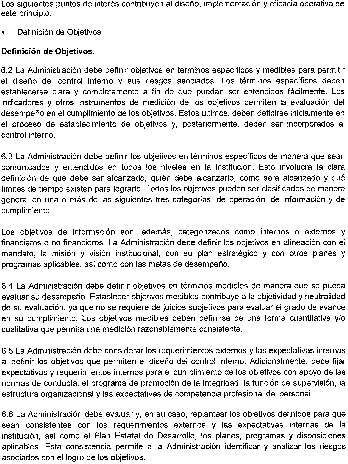 Los siguientes puntos de interés contribuyen al diseño, implementación y eficacia operativa de
este principio:
• Definición de Objetivos
Definición de Objetivos.
6.2 La Administración debe definir objetivos en términos específicos y medibles para permitir
el diseño del control interno y sus riesgos asociados. Los términos específicos deben
establecerse clara y completamente a fin de que puedan ser entendidos fácilmente. Los
indicadores y otros instrumentos de medición de los objetivos permiten la evaluación del
desempeño en el cumplimiento de los objetivos. Estos últimos, deben definirse inicialmente en
el proceso de establecimiento de objetivos y, posteriormente, deben ser incorporados al
control interno.
6.3 La Administración debe definir los objetivos en términos específicos de manera que sean
comunicados y entendidos en todos los niveles en la Institución. Esto involucra la clara
definición de qué debe ser alcanzado, quién debe alcanzarlo, cómo será alcanzado y qué
límites de tiempo existen para lograrlo. Todos los objetivos pueden ser clasificados de manera
general en una o más de las siguientes tres categorías: de operación, de información y de
cumplimiento.
Los objetivos de información son, además, categorizados como internos o externos y
financieros o no financieros. La Administración debe definir los objetivos en alineación con el
mandato, la misión y visión institucional, con su plan estratégico y con otros planes y
programas aplicables, así como con las metas de desempeño.
6.4 La Administración debe definir objetivos en términos medibles de manera que se pueda
evaluar su desempeño. Establecer objetivos medibles contribuye a la objetividad y neutralidad
de su evaluación, ya que no se requiere de juicios subjetivos para evaluar el grado de avance
en su cumplimiento. Los objetivos medibles deben definirse de una forma cuantitativa y/o
cualitativa que permita una medición razonablemente consistente.
6.5 La Administración debe considerar los requerimientos externos y las expectativas internas
al definir los objetivos que permiten el diseño del control interno. Adicionalmente, debe fijar
expectativas y requerimientos internos para el cumplimiento de los objetivos con apoyo de las
normas de conducta, el programa de promoción de la integridad, la función de supervisión, la
estructura organizacional y las expectativas de competencia profesional del personal.
6.6 La Administración debe evaluar y, en su caso, replantear los objetivos definidos para que
sean consistentes con los requerimientos externos y las expectativas internas de la
institución, así como el Plan Estatal de Desarrollo, los planes, programas y disposiciones
aplicables. Esta consistencia permite a la Administración identificar y analizar los riesgos
asociados con el logro de los objetivos.